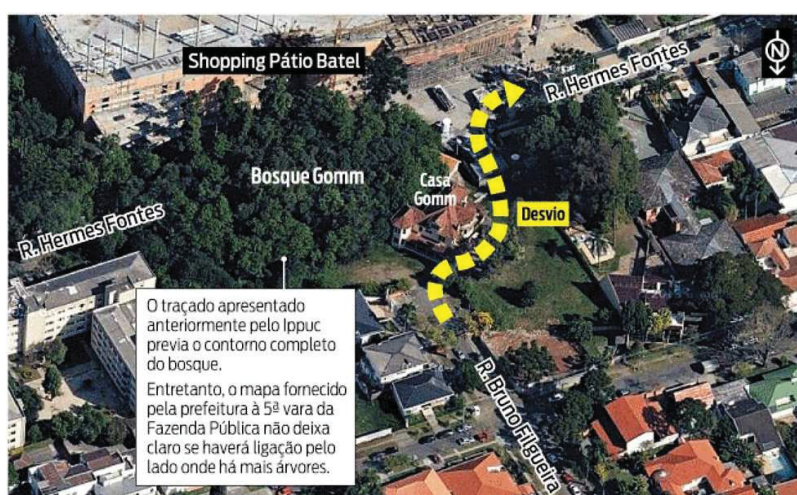 Shopping Pátio Batel
R. Hermes Fontes
N
Bosque Gomm
Casa
Gomm
Desvio
R. Hermes Fontes
O traçado apresentado
anteriormente pelo Ippuc
previa o contorno completo
do bosque.
Entretanto, o mapa fornecido
pela prefeitura à 5ª vara da
Fazenda Pública não deixa
claro se haverá ligação pelo
lado onde há mais árvores.
R. Bruno Filgueira